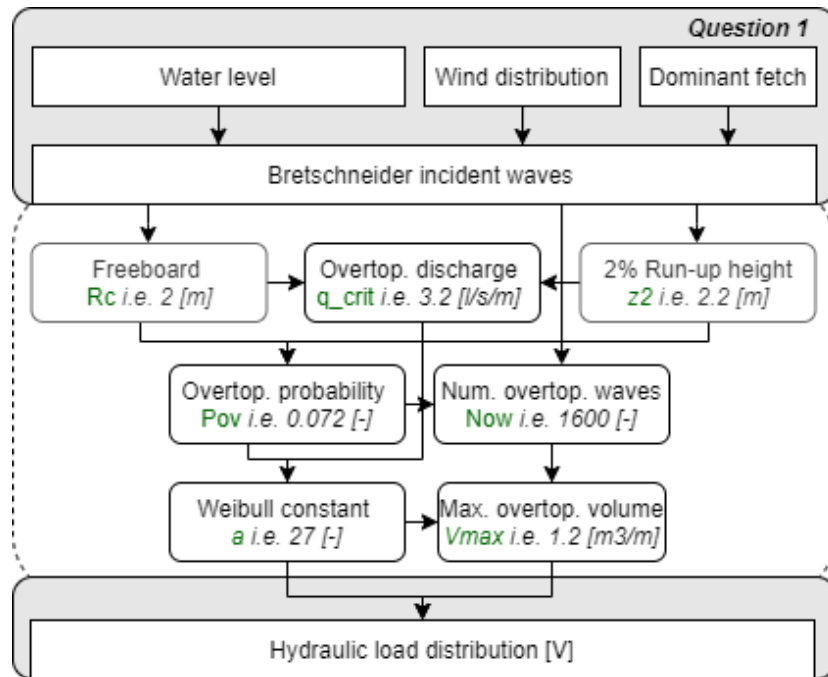 Question 1
Water level
Wind distribution
Dominant fetch
Bretschneider incident waves
Freeboard
Rc i.e. 2 [m]
Overtop. discharge
q_crit i.e. 3.2 [l/s/m]
2% Run-up height
z2 i.e. 2.2 [m]
Overtop. probability
Pov i.e. 0.072 [-]
Num. overtop. waves
Now i.e. 1600 [-]
Weibull constant
a i.e. 27 [-]
Max. overtop. volume
Vmax i.e. 1.2 [m3/m]
Hydraulic load distribution [V]